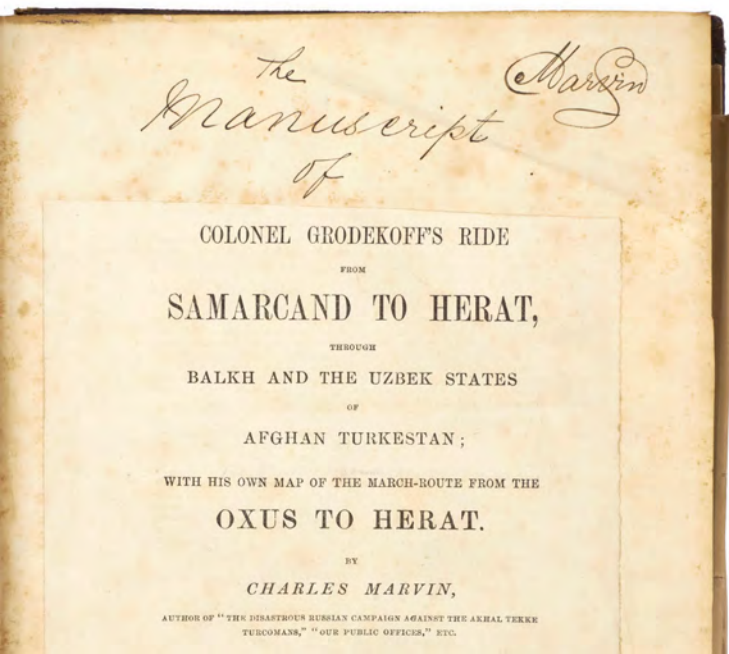 The
Marvin
Manuscript
of
COLONEL GRODEKOFF'S RIDE
FROM
SAMARCAND TO HERAT,
THROUGH
BALKH AND THE UZBEK STATES
OF
AFGHAN TURKESTAN;
WITH HIS OWN MAP OF THE MARCH-ROUTE FROM THE
OXUS TO HERAT.
BY
CHARLES MARVIN,
AUTHOR OF "THE DISASTROUS RUSSIAN CAMPAIGN AGAINST THE AKHAL TEKKE
TURCOMANS," "OUR PUBLIC OFFICES," ETC.